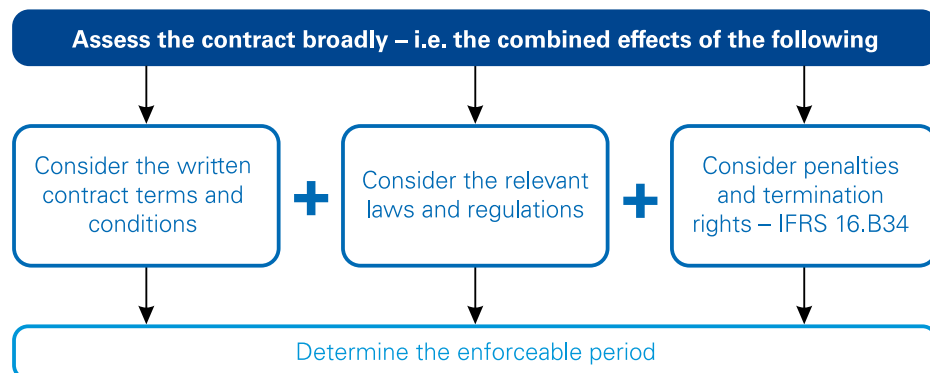 Assess the contract broadly – i.e. the combined effects of the following
Consider the written
contract terms and
conditions
+
Consider the relevant
laws and regulations
+
Consider penalties
and termination
rights – IFRS 16.B34
Determine the enforceable period